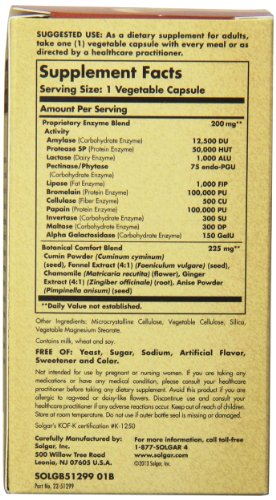 SUGGESTED USE: As a dietary supplement for adults,
take one (1) vegetable capsule with every meal or as
directed by a healthcare practitioner.
Supplement Facts
Serving Size: 1 Vegetable Capsule
Amount Per Serving
Proprietary Enzyme Blend 200 mg**
Activity
Amylase (Carbohydrate Enzyme) 12,500 DU
Protease SP (Protein Enzyme) 50,000 HUT
Lactase (Dairy Enzyme) 1,000 ALU
Pectinase/Phytase 75 endo-PGU
(Carbohydrate Enzyme)
Lipase (Fat Enzyme) 1,000 FIP
Bromelain (Protein Enzyme) 100,000 PU
Cellulase (Fiber Enzyme) 500 CU
Papain (Protein Enzyme) 100,000 PU
Invertase (Carbohydrate Enzyme) 300 SU
Maltase (Carbohydrate Enzyme) 300 DP
Alpha Galactosidase (Carbohydrate Enzyme) 150 GalU
Botanical Comfort Blend 225 mg**
Cumin Powder (Cuminum cyminum)
(seed), Fennel Extract (4:1) (Foeniculum vulgare) (seed),
Chamomile (Matricaria recutita) (flower), Ginger
Extract (4:1) (Zingiber officinale) (root), Anise Powder
(Pimpinella anisum) (seed)
**Daily Value not established.
Other Ingredients: Microcrystalline Cellulose, Vegetable Cellulose, Silica,
Vegetable Magnesium Stearate.
Contains milk, wheat and soy.
FREE OF: Yeast, Sugar, Sodium, Artificial Flavor,
Sweetener and Color.
Not intended for use by pregnant or nursing women. If you are taking any
medications or have any medical condition, please consult your healthcare
practitioner before taking any dietary supplement. Avoid this product if you are
allergic to ragweed or daisy-like flowers. Discontinue use and consult your
healthcare practitioner if any adverse reactions occur. Keep out of reach of children.
Store at room temperature. Do not use if outer bottle seal is missing or damaged.
Solgar's KOF-K certification #K-1250
Carefully Manufactured by:
Solgar, Inc.
500 Willow Tree Road
Leonia, NJ 07605 U.S.A.
For more information, call toll-free
1-877-SOLGAR 4
www.solgar.com
©2013 Solgar, Inc.
SOLGB51299 01B
Part No. 22-51299